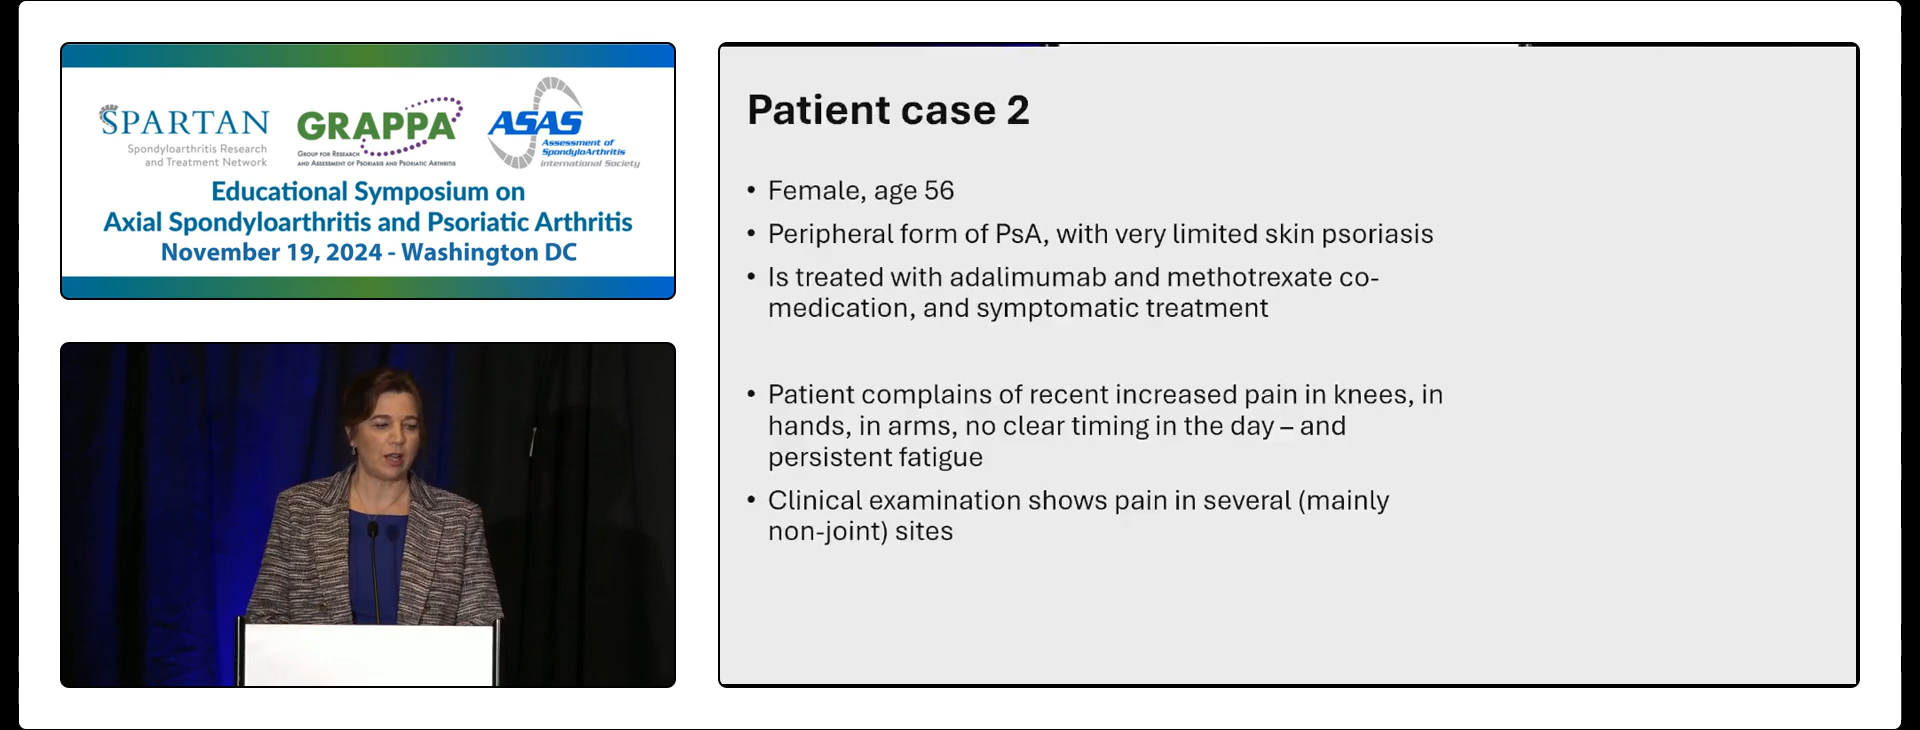 SPARTAN
Spondyloarthritis Research
and Treatment Network
GRAPPA
Group for Research
and Assessment of Psoriasis and Psoriatic Arthritis
ASAS
Assessment of
SpondyloArthritis
international Society
Educational Symposium on
Axial Spondyloarthritis and Psoriatic Arthritis
November 19, 2024 - Washington DC
Patient case 2
• Female, age 56
• Peripheral form of PsA, with very limited skin psoriasis
• Is treated with adalimumab and methotrexate co-
medication, and symptomatic treatment
• Patient complains of recent increased pain in knees, in
hands, in arms, no clear timing in the day – and
persistent fatigue
• Clinical examination shows pain in several (mainly
non-joint) sites